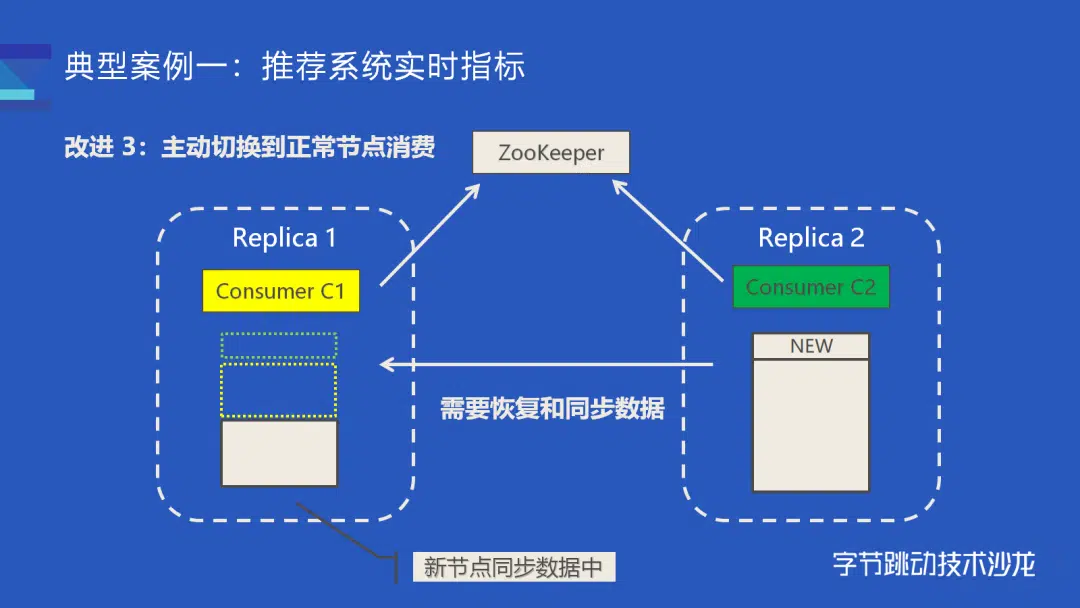 典型案例一：推荐系统实时指标
改进 3：主动切换到正常节点消费
ZooKeeper
Replica 1
Replica 2
Consumer C1
Consumer C2
NEW
需要恢复和同步数据
新节点同步数据中
字节跳动技术沙龙